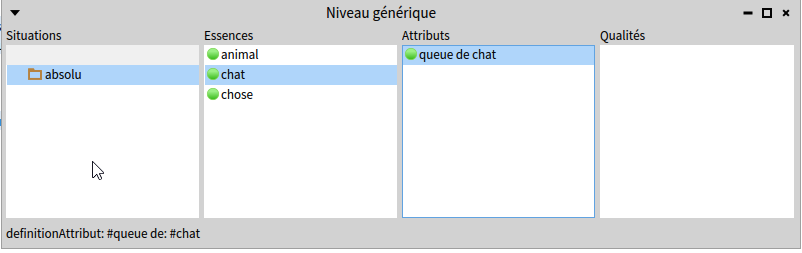 Niveau générique
Situations Essences Attributs Qualités
animal queue de chat
absolu chat
chose
definitionAttribut: #queue de: #chat